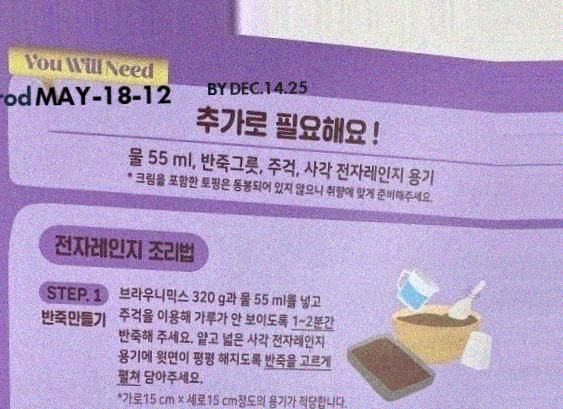 You Will Need
rod MAY-18-12 BY DEC.14.25
추가로 필요해요!
물 55 ml, 반죽그릇, 주걱, 사각 전자레인지 용기
* 크림을 포함한 토핑은 동봉되어 있지 않으니 취향에 맞게 준비해주세요.
전자레인지 조리법
STEP. 1 브라우니믹스 320 g과 물 55 ml를 넣고
반죽만들기 주걱을 이용해 가루가 안 보이도록 1~2분간
반죽해 주세요. 얇고 넓은 사각 전자레인지
용기에 윗면이 평평 해지도록 반죽을 고르게
펼쳐 담아주세요.
*가로15 cm × 세로15 cm정도의 용기가 적당합니다.